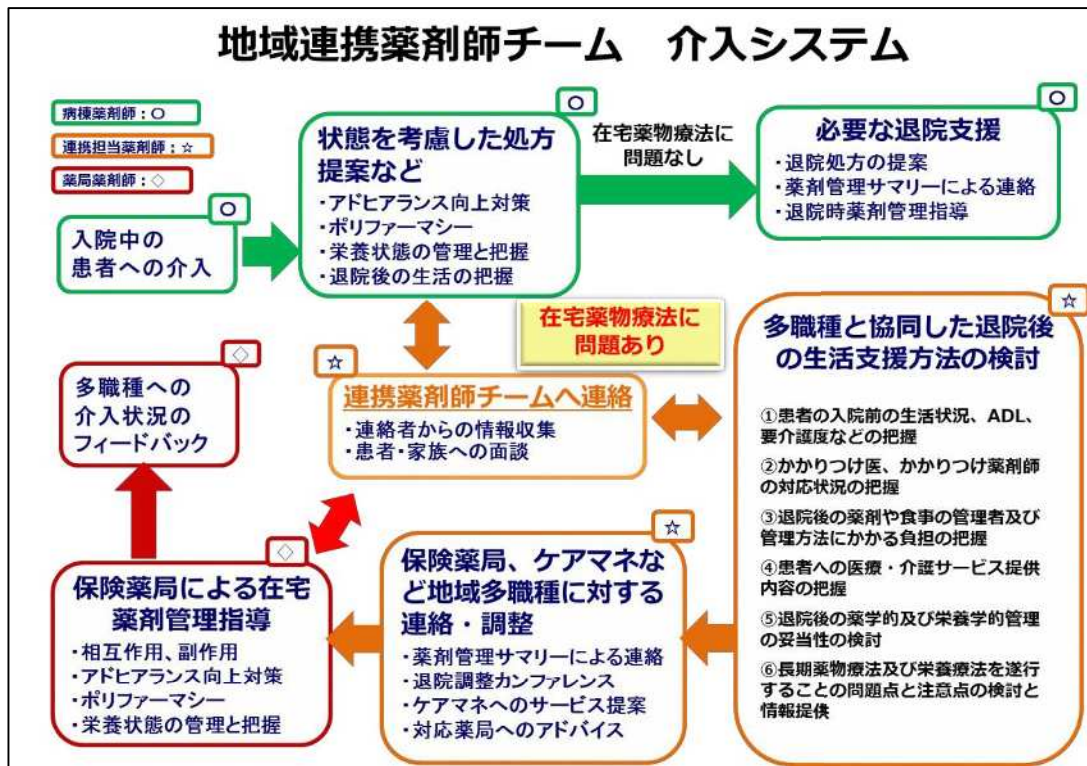 地域連携薬剤師チーム　介入システム
病棟薬剤師：○
連携担当薬剤師：☆
薬局薬剤師：◇
○
入院中の
患者への介入
○
状態を考慮した処方
提案など
・アドヒアランス向上対策
・ポリファーマシー
・栄養状態の管理と把握
・退院後の生活の把握
在宅薬物療法に
問題なし
○
必要な退院支援
・退院処方の提案
・薬剤管理サマリーによる連絡
・退院時薬剤管理指導
在宅薬物療法に
問題あり
☆
連携薬剤師チームへ連絡
・連絡者からの情報収集
・患者・家族への面談
☆
多職種と協同した退院後
の生活支援方法の検討
①患者の入院前の生活状況、ADL、
要介護度などの把握
②かかりつけ医、かかりつけ薬剤師
の対応状況の把握
③退院後の薬剤や食事の管理者及び
管理方法にかかる負担の把握
④患者への医療・介護サービス提供
内容の把握
⑤退院後の薬学的及び栄養学的管理
の妥当性の検討
⑥長期薬物療法及び栄養療法を遂行
することの問題点と注意点の検討と
情報提供
☆
保険薬局、ケアマネな
ど地域多職種に対する
連絡・調整
・薬剤管理サマリーによる連絡
・退院調整カンファレンス
・ケアマネへのサービス提案
・対応薬局へのアドバイス
◇
保険薬局による在宅
薬剤管理指導
・相互作用、副作用
・アドヒアランス向上対策
・ポリファーマシー
・栄養状態の管理と把握
◇
多職種への
介入状況の
フィードバック